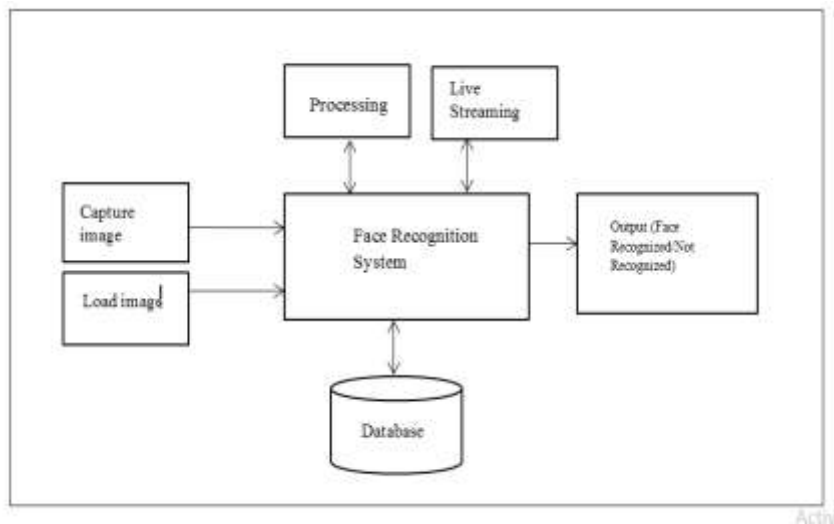 Processing
Live
Streaming
Capture
image
Load image
Face Recognition
System
Output (Face
Recognized/Not
Recognized)
Database